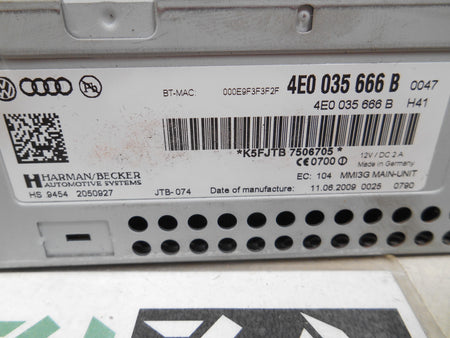 BT-MAC: 000E9F3F3F2F 4E0 035 666 B 0047
4E0 035 666 B H41
*K5FJTB 7506705*
CE0700 12V / DC 2 A
Made in Germany
HARMAN/BECKER
AUTOMOTIVE SYSTEMS
EC: 104 MMI3G MAIN-UNIT
HS 9454 2050927 JTB-074 Date of manufacture: 11.06.2009 0025 0790